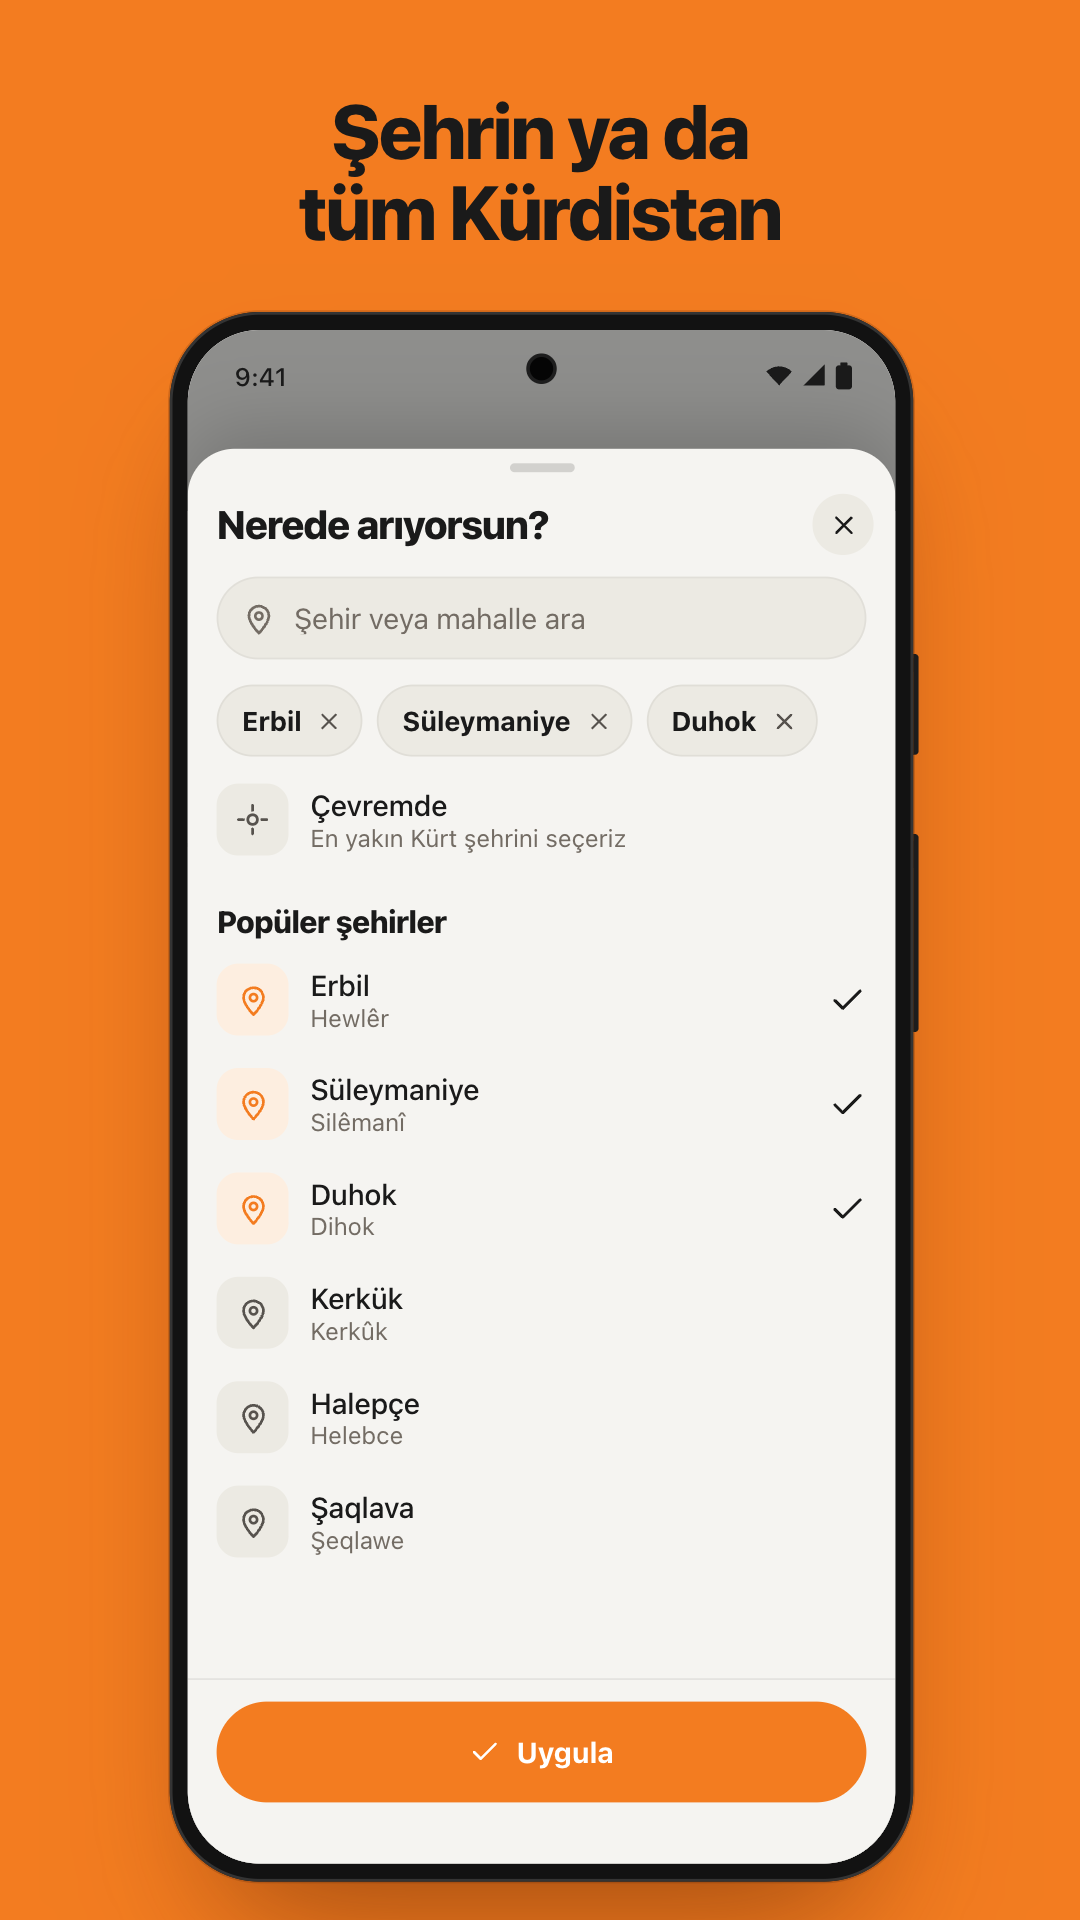 Şehrin ya da
tüm Kürdistan
9:41
Nerede arıyorsun?
Şehir veya mahalle ara
Erbil
Süleymaniye
Duhok
Çevremde
En yakın Kürt şehrini seçeriz
Popüler şehirler
Erbil
Hewlêr
Süleymaniye
Silêmanî
Duhok
Dihok
Kerkük
Kerkûk
Halepçe
Helebce
Şaqlava
Şeqlawe
Uygula